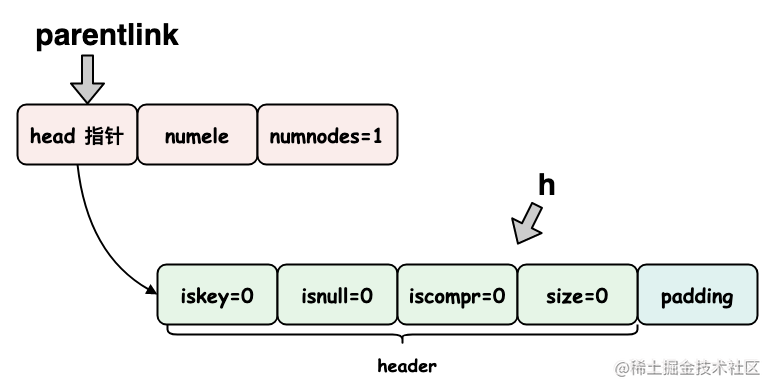 parentlink
head 指针 numele numnodes=1
h
iskey=0 isnull=0 iscompr=0 size=0 padding
header
@稀土掘金技术社区